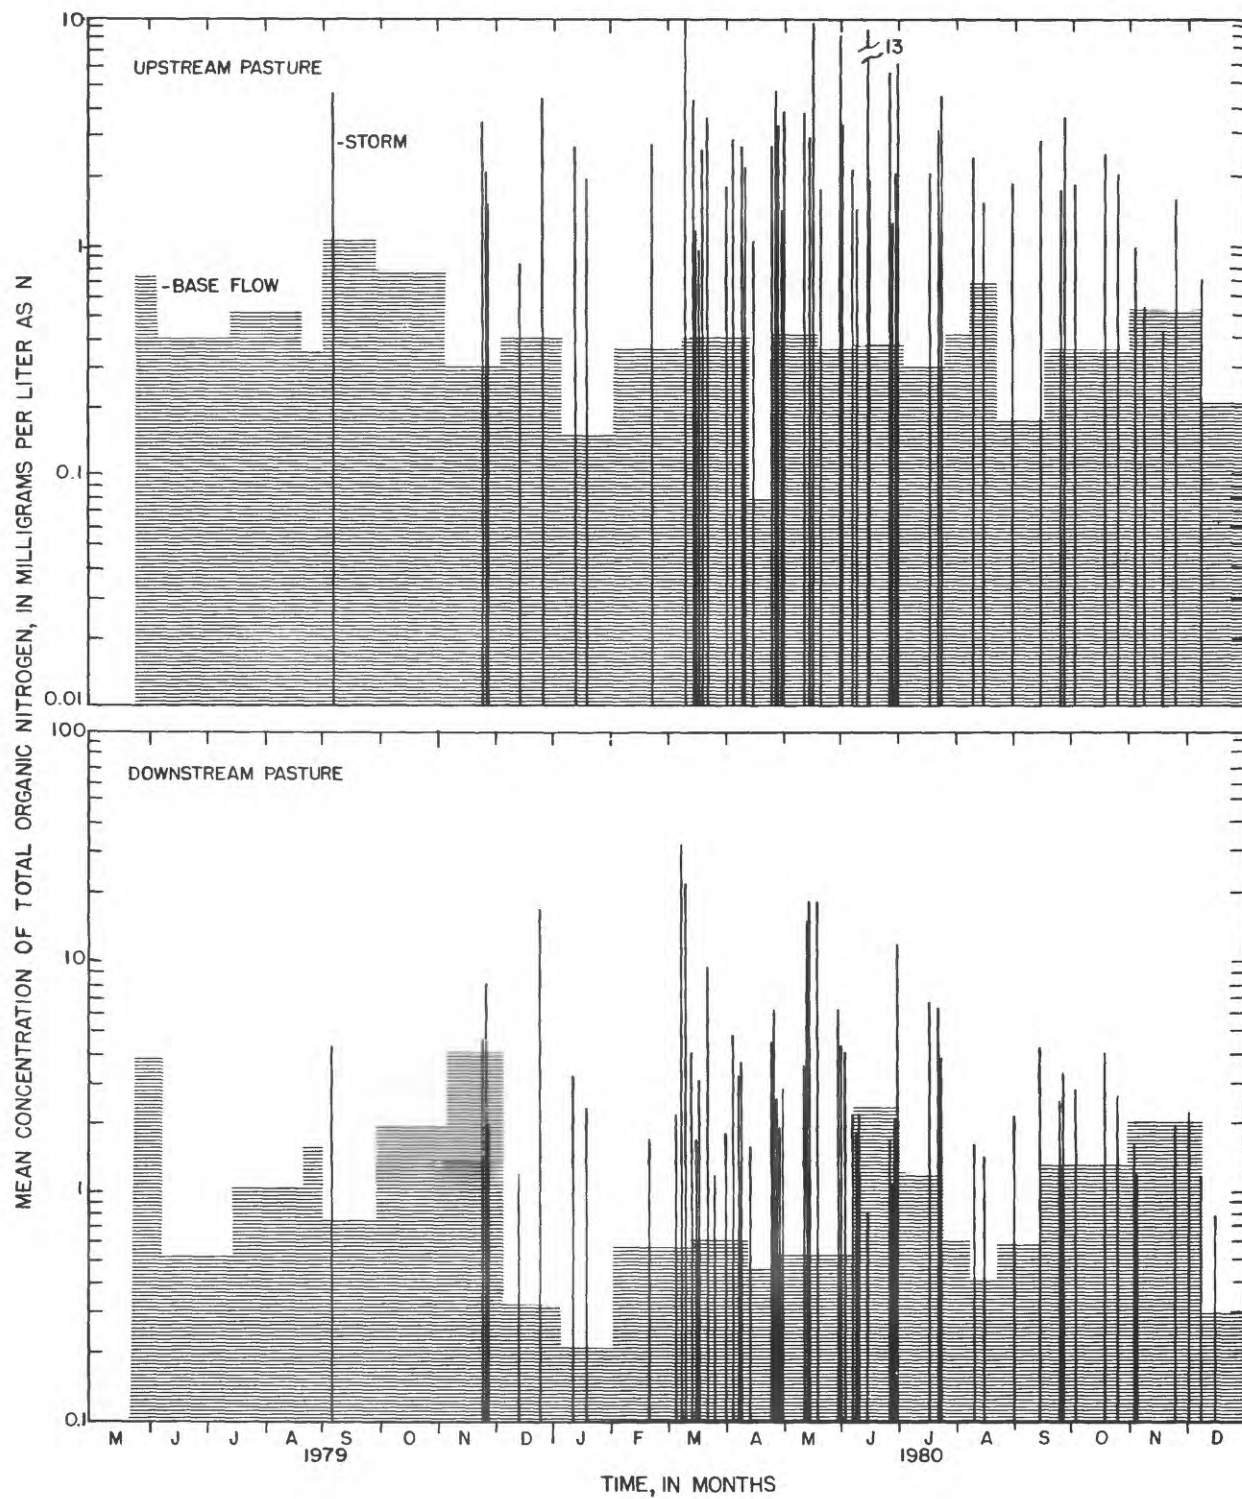 MEAN CONCENTRATION OF TOTAL ORGANIC NITROGEN, IN MILLIGRAMS PER LITER AS N
10
1
0.1
0.01
UPSTREAM PASTURE
13
-STORM
-BASE FLOW
100
10
1
0.1
DOWNSTREAM PASTURE
M J J A S O N D J F M A M J J A S O N D
1979 1980
TIME, IN MONTHS